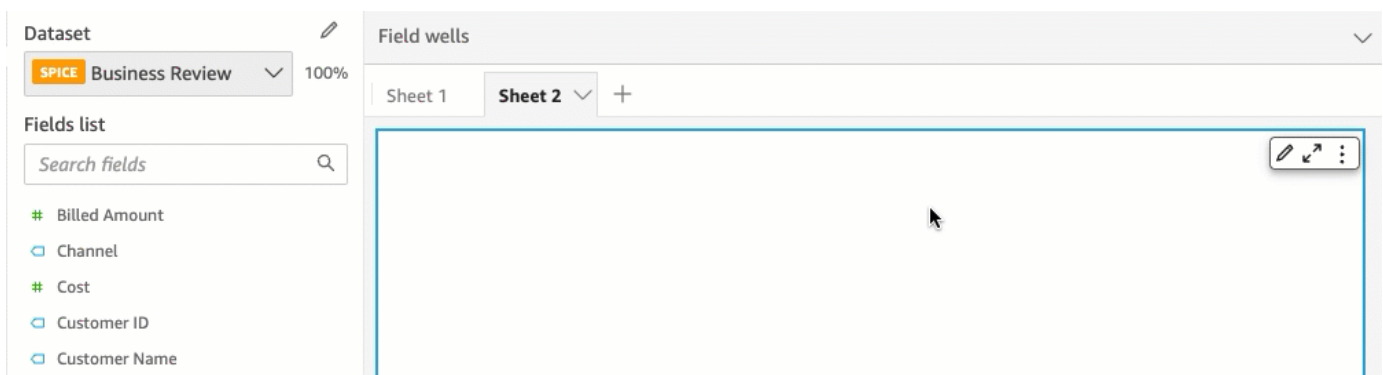 Dataset
SPICE Business Review 100%
Fields list
Search fields
# Billed Amount
Channel
# Cost
Customer ID
Customer Name
Field wells
Sheet 1 Sheet 2 +